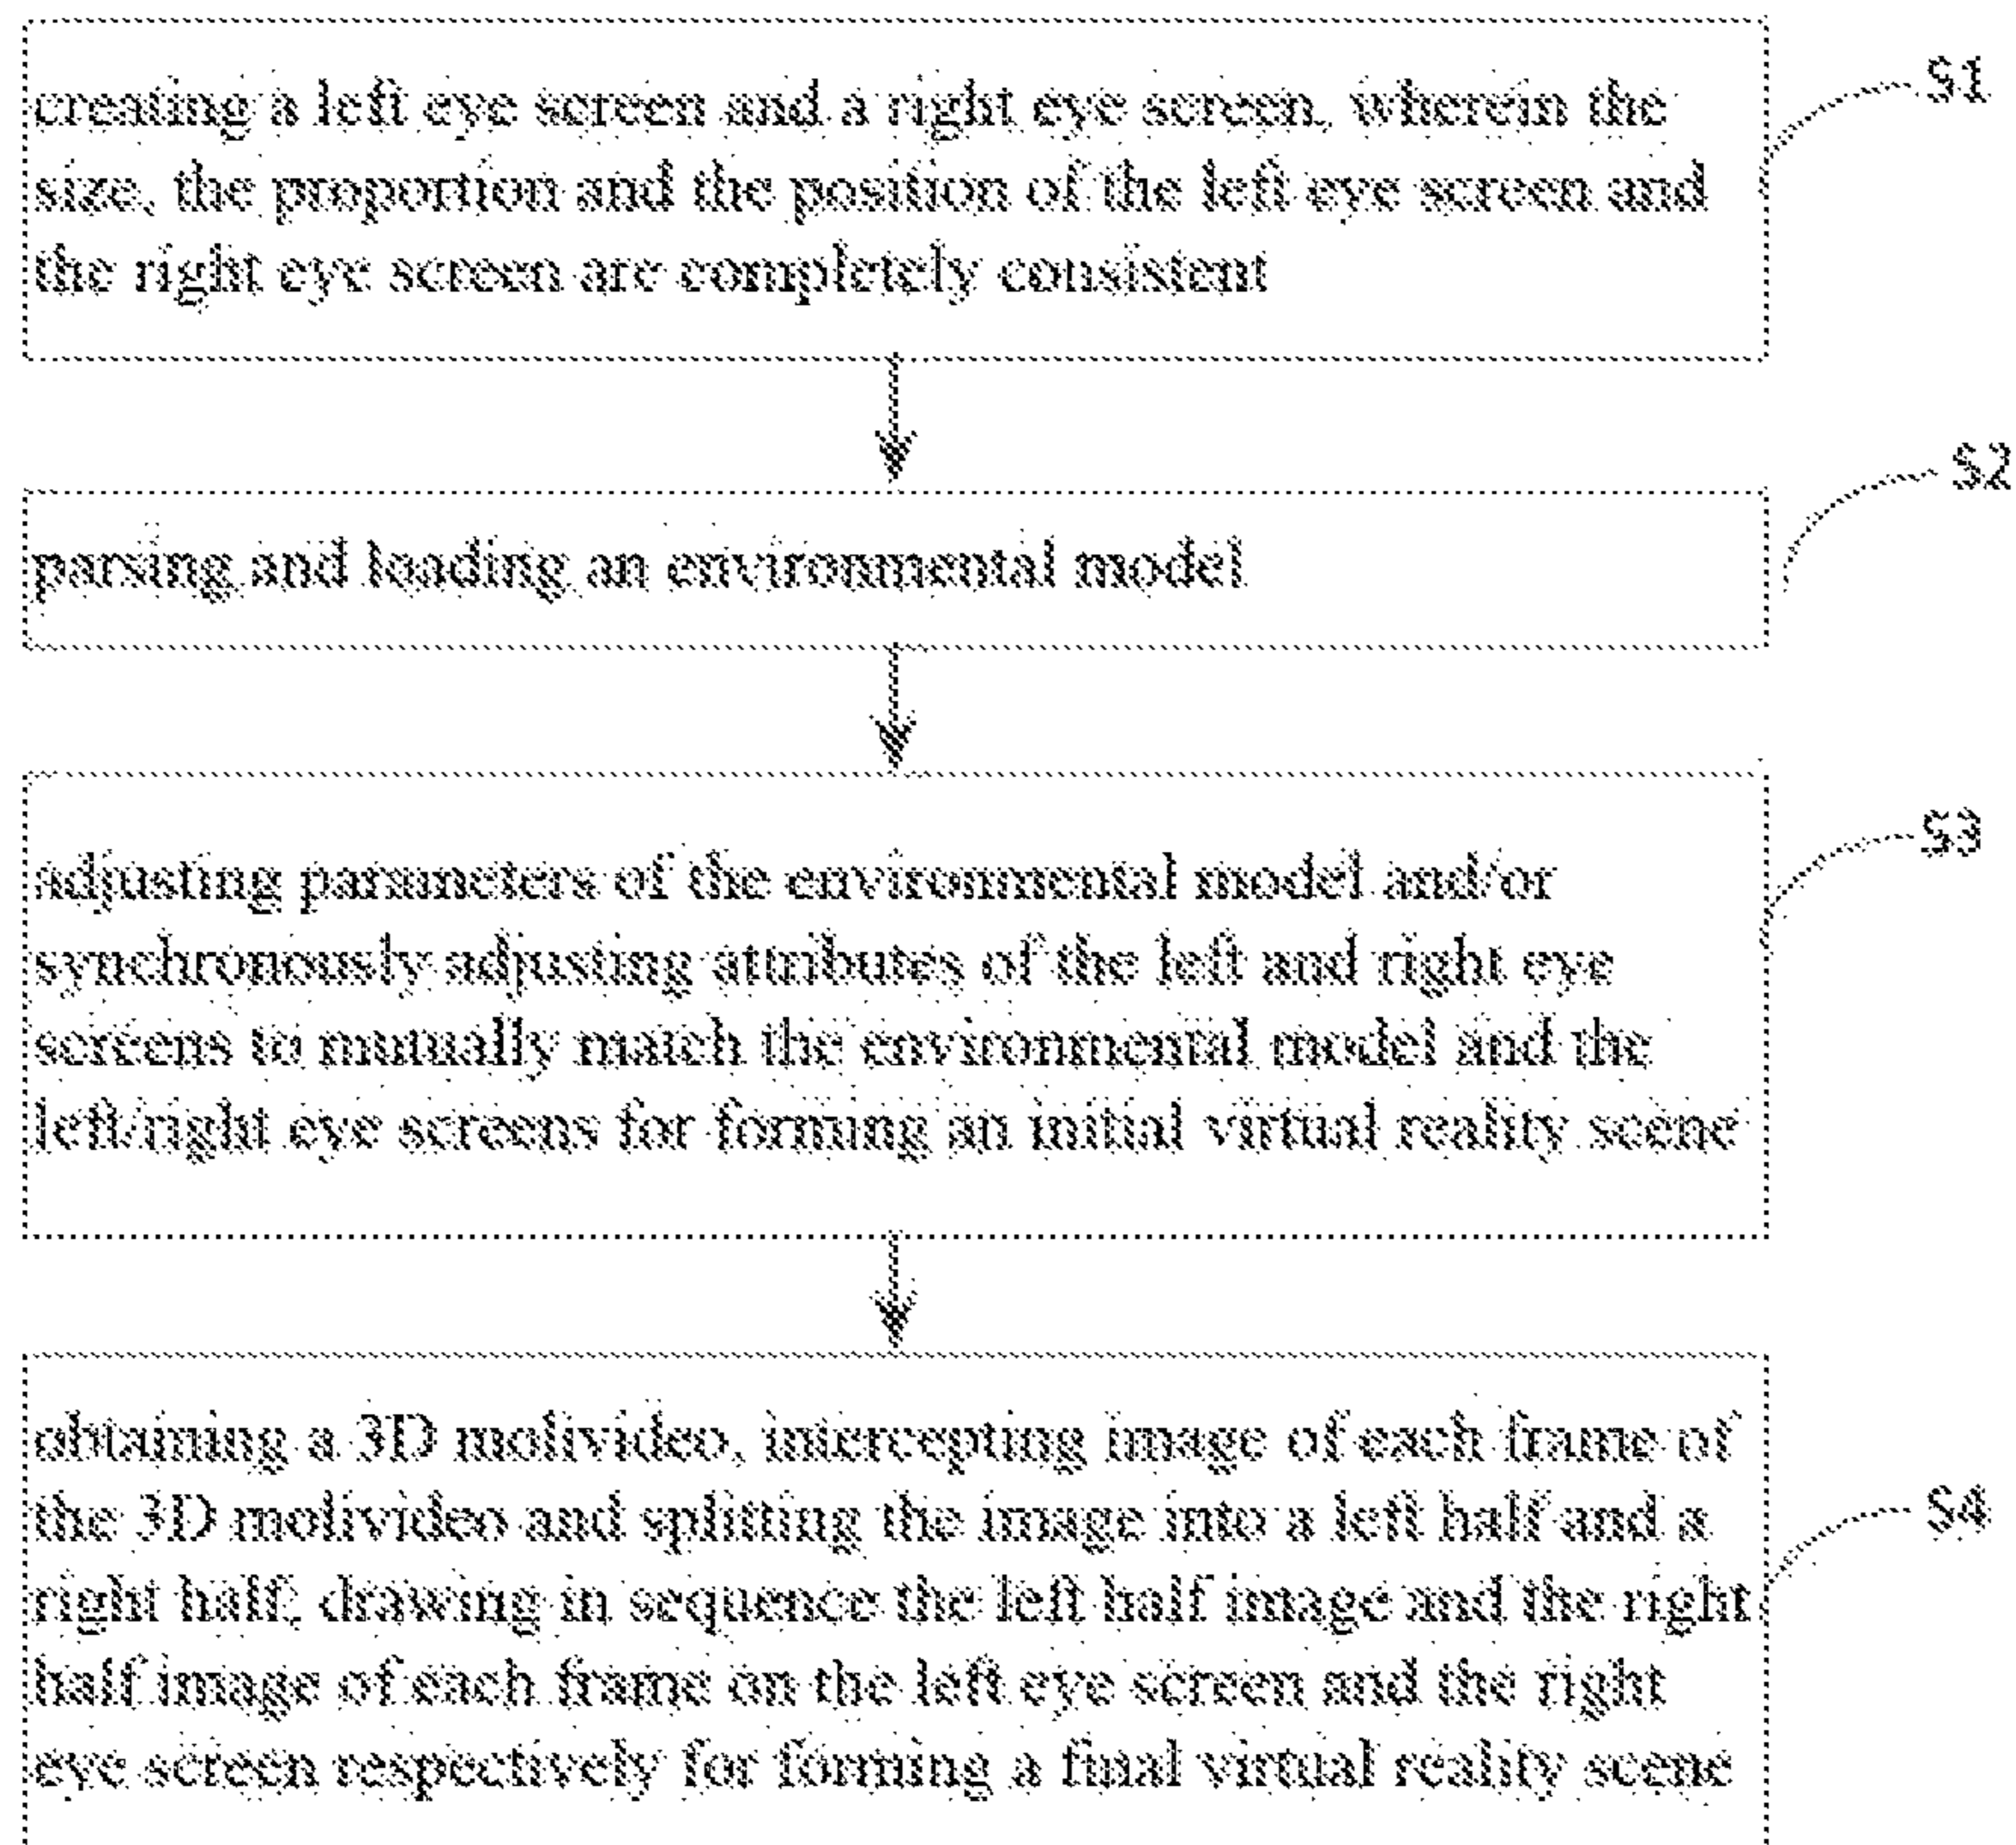 creating a left eye screen and a right eye screen, wherein the
size, the proportion and the position of the left eye screen and
the right eye screen are completely consistent
S1
parsing and loading an environmental model
S2
adjusting parameters of the environmental model and/or
synchronously adjusting attributes of the left and right eye
screens to mutually match the environmental model and the
left/right eye screens for forming an initial virtual reality scene
S3
obtaining a 3D molivideo, intercepting image of each frame of
the 3D molivideo and splitting the image into a left half and a
right half, drawing in sequence the left half image and the right
half image of each frame on the left eye screen and the right
eye screen respectively for forming a final virtual reality scene
S4